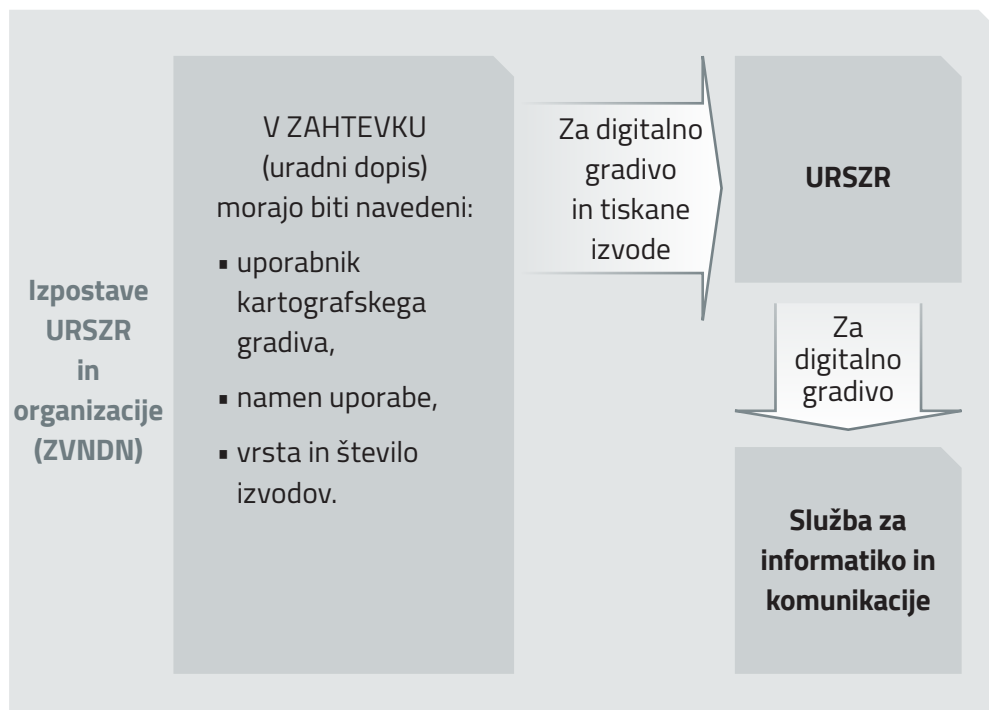 Izpostave
URSZR
in
organizacije
(ZVNDN)
V ZAHTEVKU
(uradni dopis)
morajo biti navedeni:
▪ uporabnik
kartografskega
gradiva,
▪ namen uporabe,
▪ vrsta in število
izvodov.
Za digitalno
gradivo
in tiskane
izvode
URSZR
Za
digitalno
gradivo
Služba za
informatiko in
komunikacije